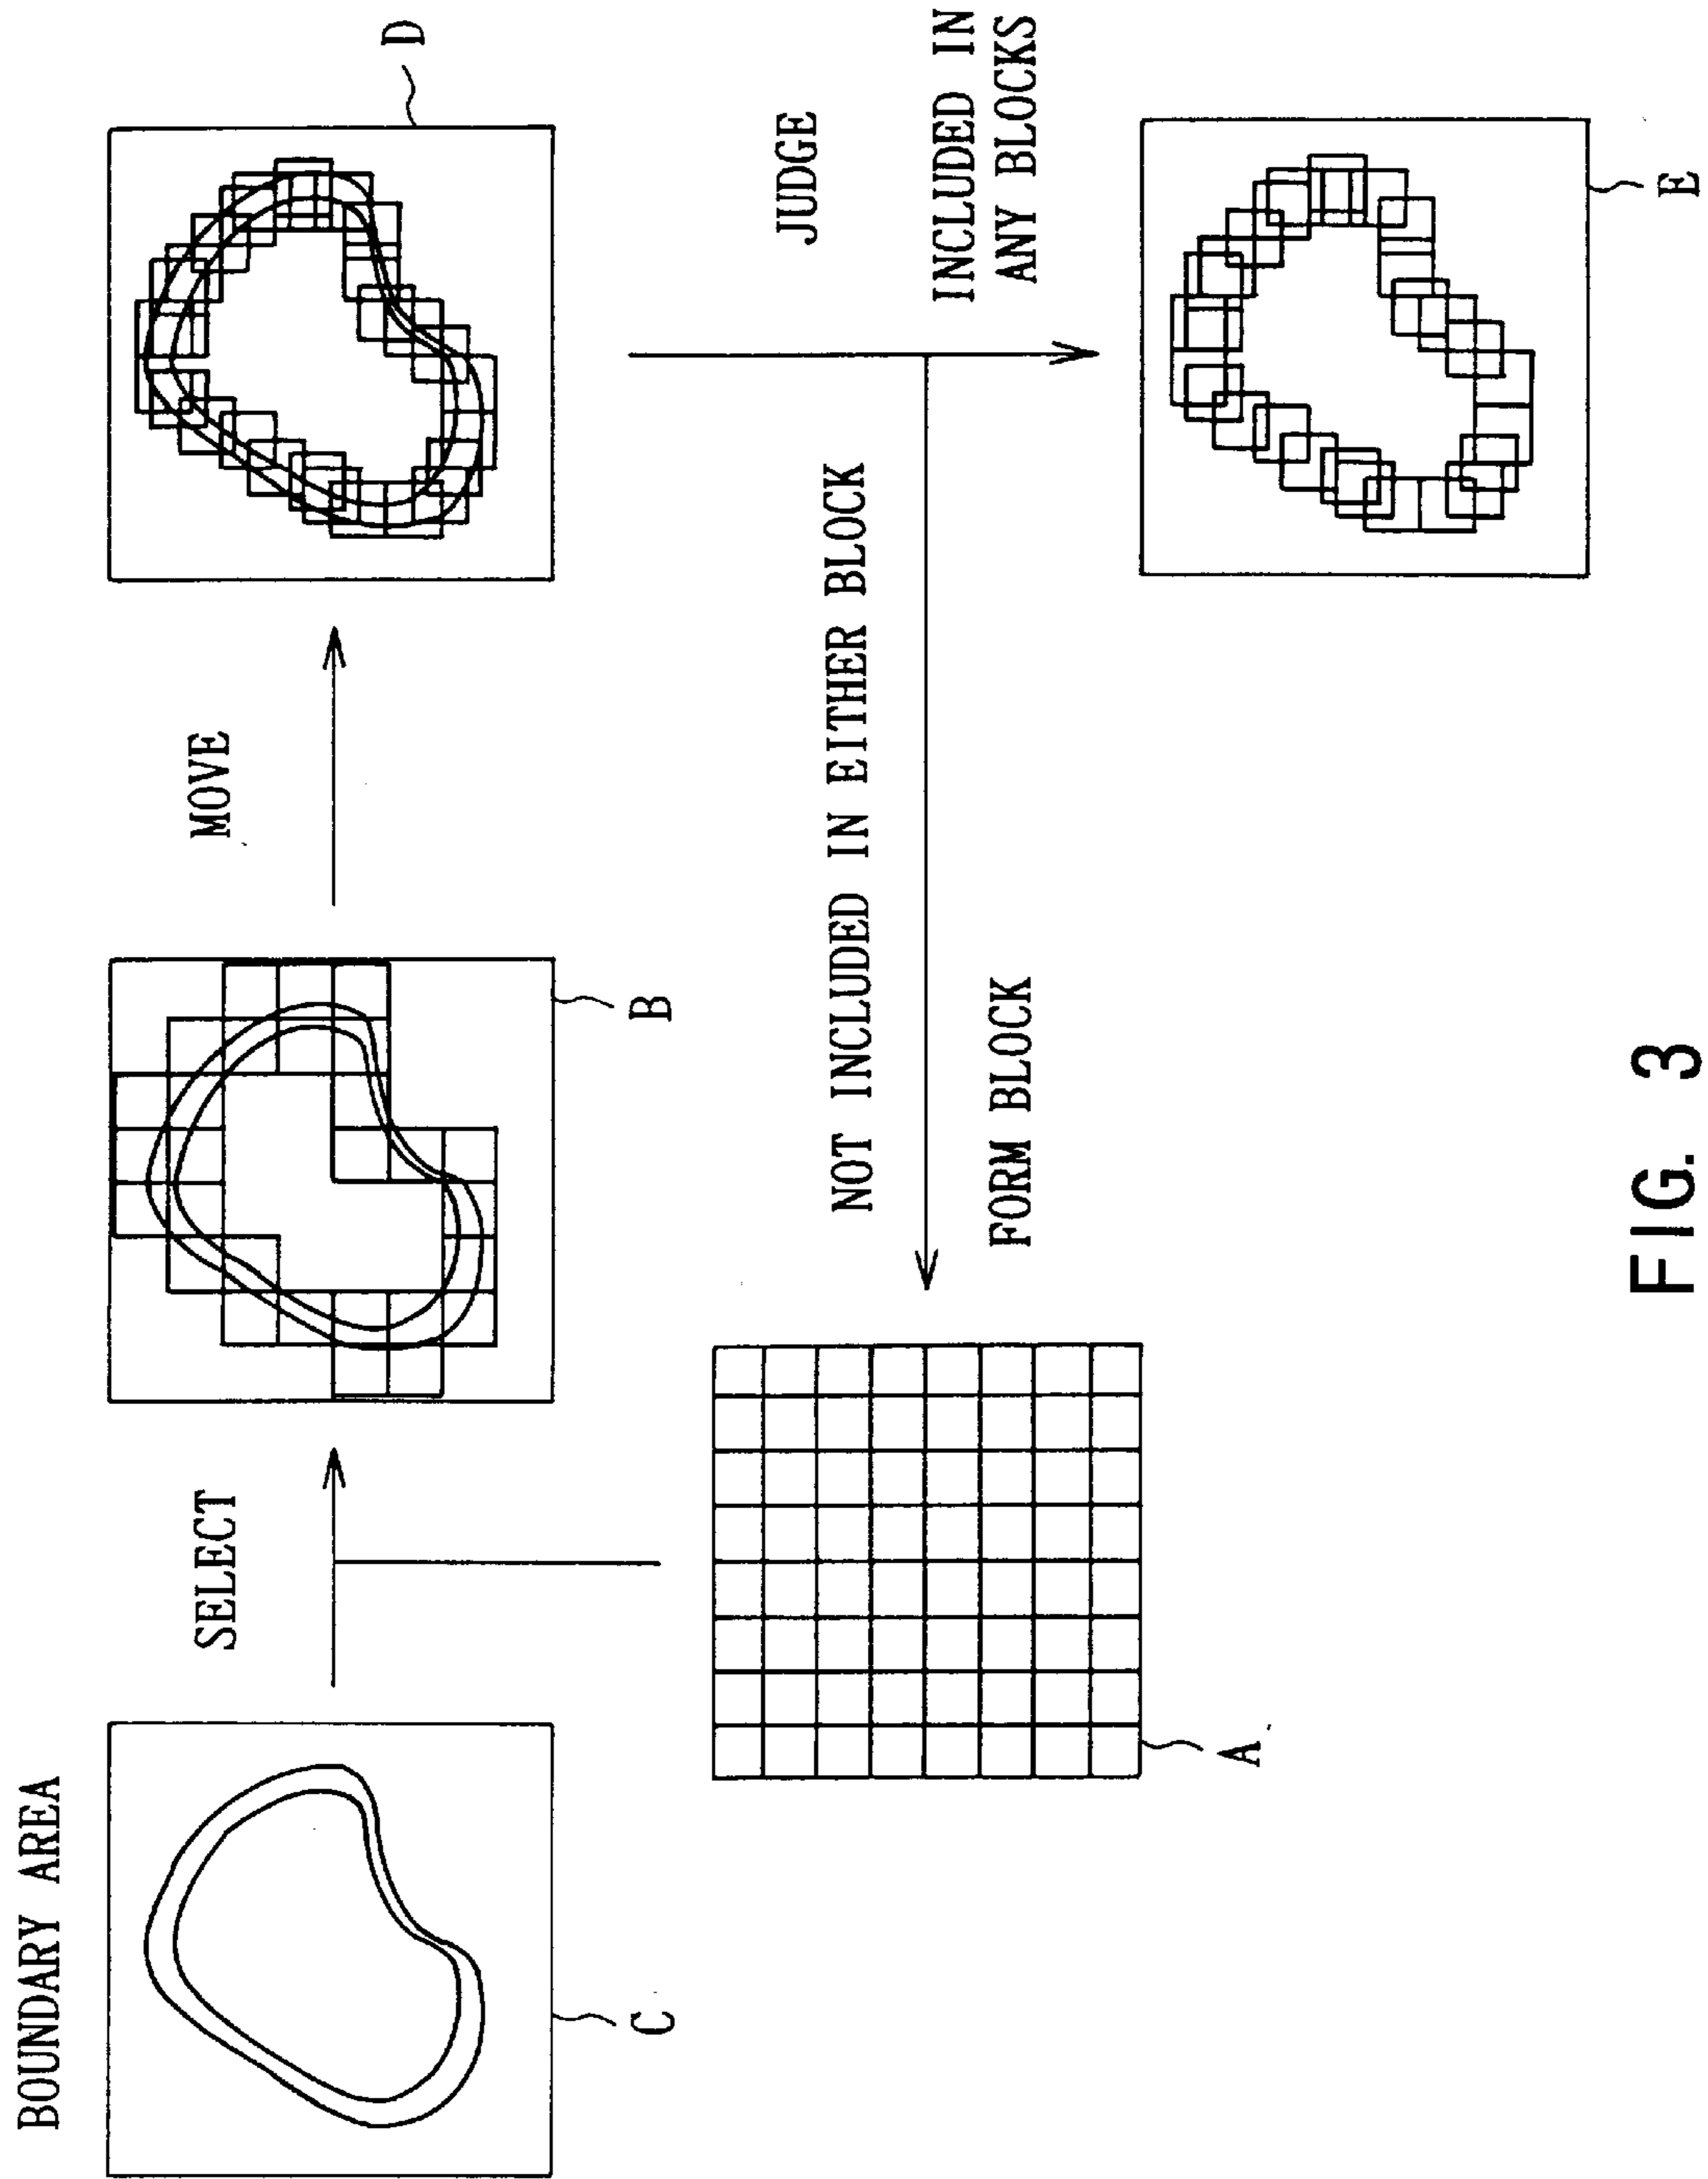 BOUNDARY AREA
C
SELECT
A
B
MOVE
D
JUDGE
INCLUDED IN
ANY BLOCKS
NOT INCLUDED IN EITHER BLOCK
FORM BLOCK
E
FIG. 3